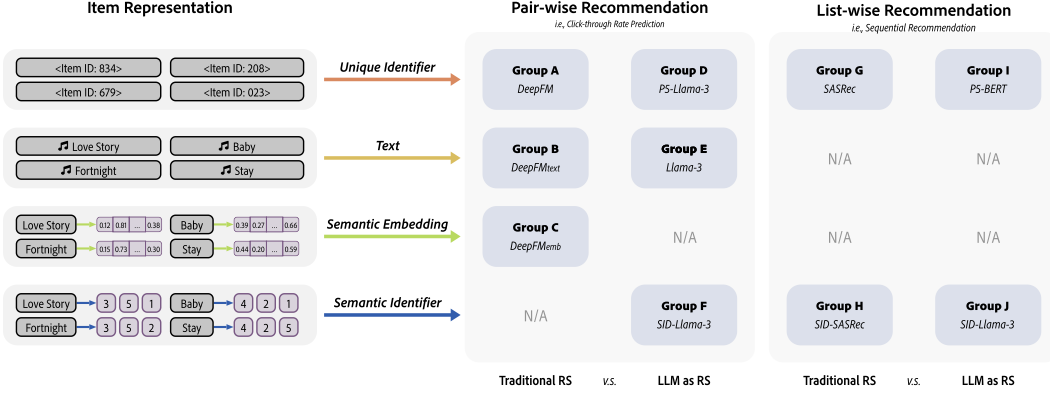 Item Representation
Pair-wise Recommendation
i.e., Click-through Rate Prediction
List-wise Recommendation
i.e., Sequential Recommendation
<Item ID: 834>
<Item ID: 208>
<Item ID: 679>
<Item ID: 023>
Unique Identifier
Group A
DeepFM
Group D
PS-Llama-3
Group G
SASRec
Group I
PS-BERT
Love Story
Baby
Fortnight
Stay
Text
Group B
DeepFMtext
Group E
Llama-3
N/A
N/A
Love Story 0.12 0.81 ... 0.38
Baby 0.39 0.27 ... 0.66
Fortnight 0.15 0.73 ... 0.30
Stay 0.44 0.20 ... 0.59
Semantic Embedding
Group C
DeepFMemb
N/A
N/A
N/A
Love Story 3 5 1
Baby 4 2 1
Fortnight 3 5 2
Stay 4 2 5
Semantic Identifier
N/A
Group F
SID-Llama-3
Group H
SID-SASRec
Group J
SID-Llama-3
Traditional RS v.s. LLM as RS
Traditional RS v.s. LLM as RS